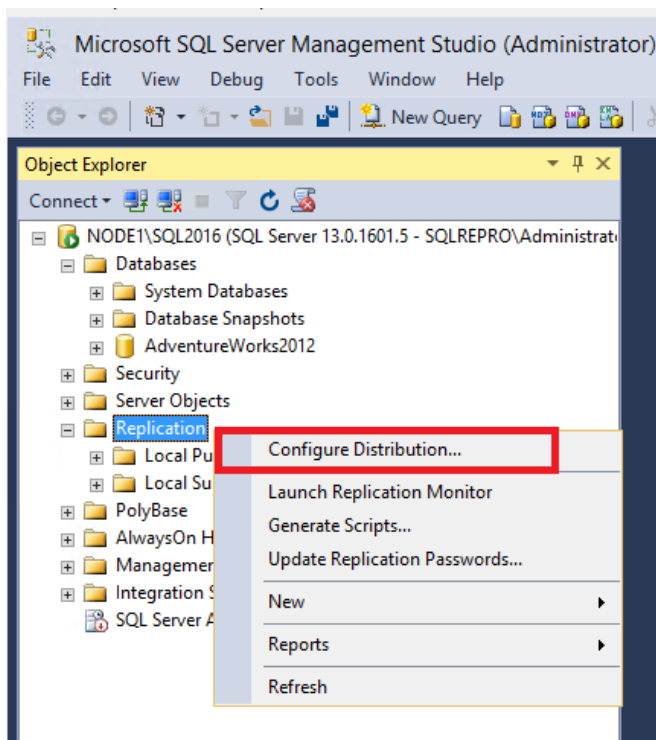 Microsoft SQL Server Management Studio (Administrator)
File Edit View Debug Tools Window Help
New Query
Object Explorer
Connect
NODE1\SQL2016 (SQL Server 13.0.1601.5 - SQLREPRO\Administrat
Databases
System Databases
Database Snapshots
AdventureWorks2012
Security
Server Objects
Replication
Configure Distribution...
Local Pu
Local Su
Launch Replication Monitor
PolyBase
Generate Scripts...
AlwaysOn H
Update Replication Passwords...
Managemen
Integration S
New
SQL Server A
Reports
Refresh